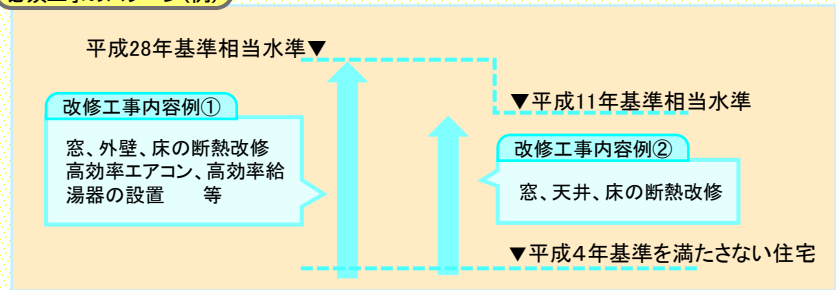 平成28年基準相当水準▼
▼平成11年基準相当水準
改修工事内容例①
窓、外壁、床の断熱改修
高効率エアコン、高効率給
湯器の設置　　等
改修工事内容例②
窓、天井、床の断熱改修
▼平成４年基準を満たさない住宅